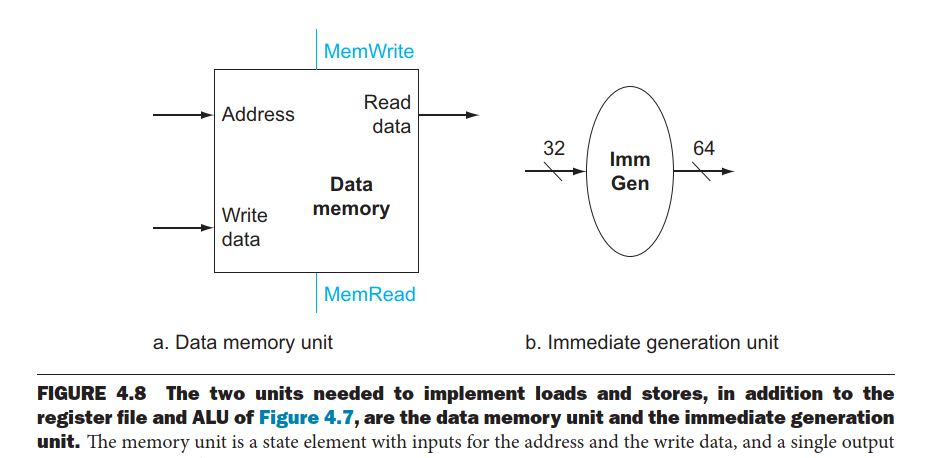 MemWrite
Address
Read
data
Data
memory
Write
data
MemRead
32
Imm
Gen
64
a. Data memory unit
b. Immediate generation unit
FIGURE 4.8 The two units needed to implement loads and stores, in addition to the
register file and ALU of Figure 4.7, are the data memory unit and the immediate generation
unit. The memory unit is a state element with inputs for the address and the write data, and a single output